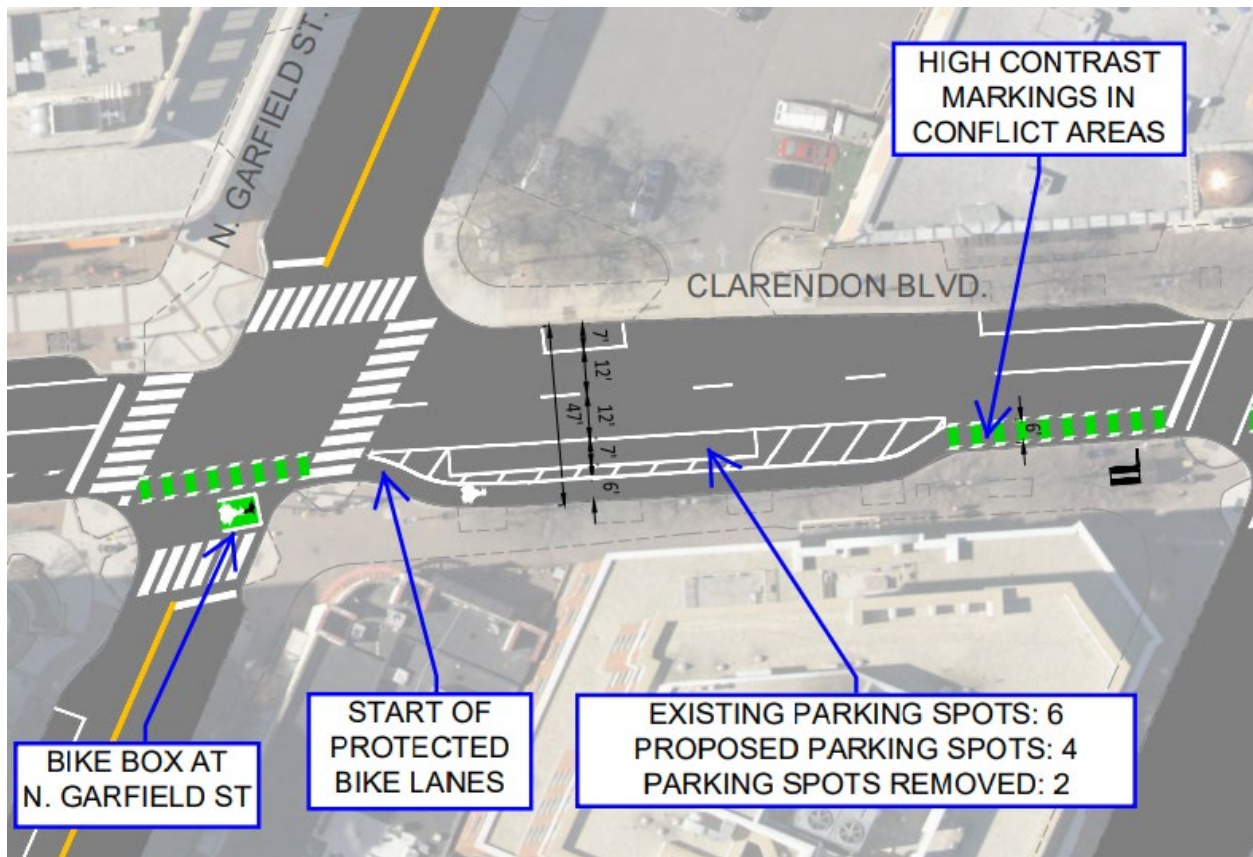 N. GARFIELD ST.
HIGH CONTRAST
MARKINGS IN
CONFLICT AREAS
CLARENDON BLVD.
7'
12'
47'
12'
7'
6'
6'
BIKE BOX AT
N. GARFIELD ST
START OF
PROTECTED
BIKE LANES
EXISTING PARKING SPOTS: 6
PROPOSED PARKING SPOTS: 4
PARKING SPOTS REMOVED: 2